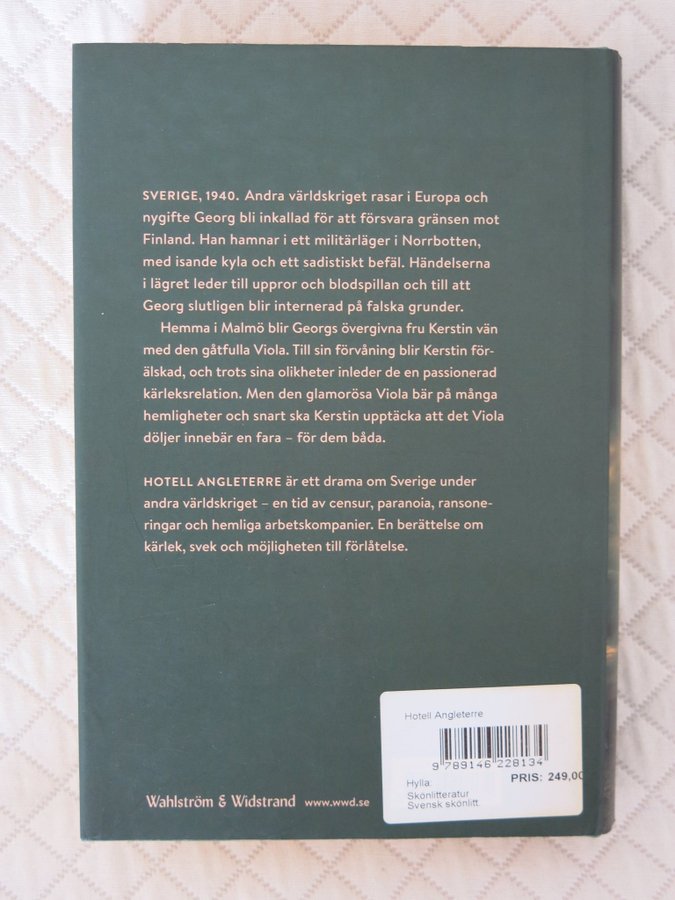 SVERIGE, 1940. Andra världskriget rasar i Europa och
nygifte Georg bli inkallad för att försvara gränsen mot
Finland. Han hamnar i ett militärläger i Norrbotten,
med isande kyla och ett sadistiskt befäl. Händelserna
i lägret leder till uppror och blodspillan och till att
Georg slutligen blir internerad på falska grunder.
Hemma i Malmö blir Georgs övergivna fru Kerstin vän
med den gåtfulla Viola. Till sin förvåning blir Kerstin för-
älskad, och trots sina olikheter inleder de en passionerad
kärleksrelation. Men den glamorösa Viola bär på många
hemligheter och snart ska Kerstin upptäcka att det Viola
döljer innebär en fara – för dem båda.
HOTELL ANGLETERRE är ett drama om Sverige under
andra världskriget – en tid av censur, paranoia, ransone-
ringar och hemliga arbetskompanier. En berättelse om
kärlek, svek och möjligheten till förlåtelse.
Hotell Angleterre
9 789146 228134
Hylla: PRIS: 249,00
Skönlitteratur
Svensk skönlitt.
Wahlström & Widstrand www.wwd.se